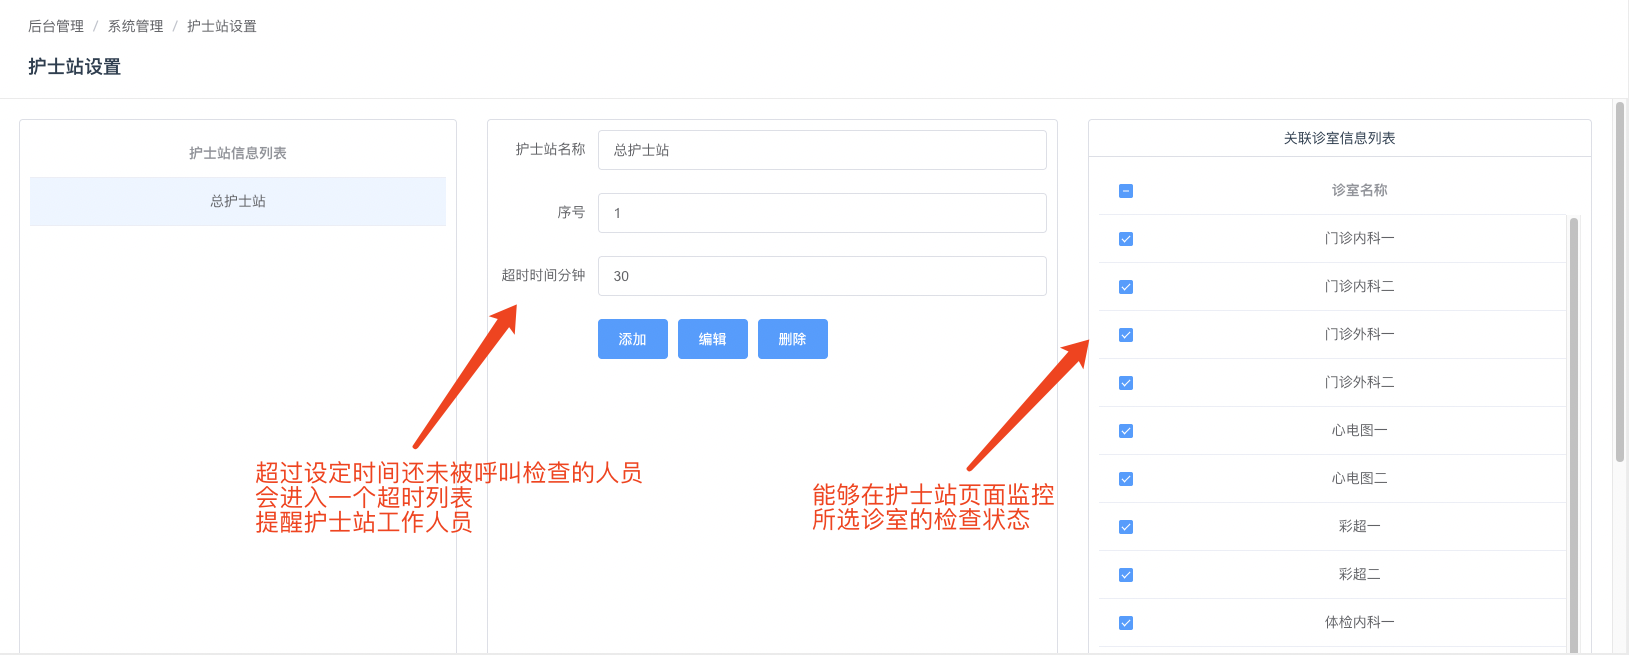 后台管理 / 系统管理 / 护士站设置
护士站设置
护士站信息列表
总护士站
护士站名称 总护士站
序号 1
超时时间分钟 30
添加 编辑 删除
超过设定时间还未被呼叫检查的人员
会进入一个超时列表
提醒护士站工作人员
关联诊室信息列表
诊室名称
门诊内科一
门诊内科二
门诊外科一
门诊外科二
心电图一
心电图二
彩超一
彩超二
体检内科一
能够在护士站页面监控
所选诊室的检查状态